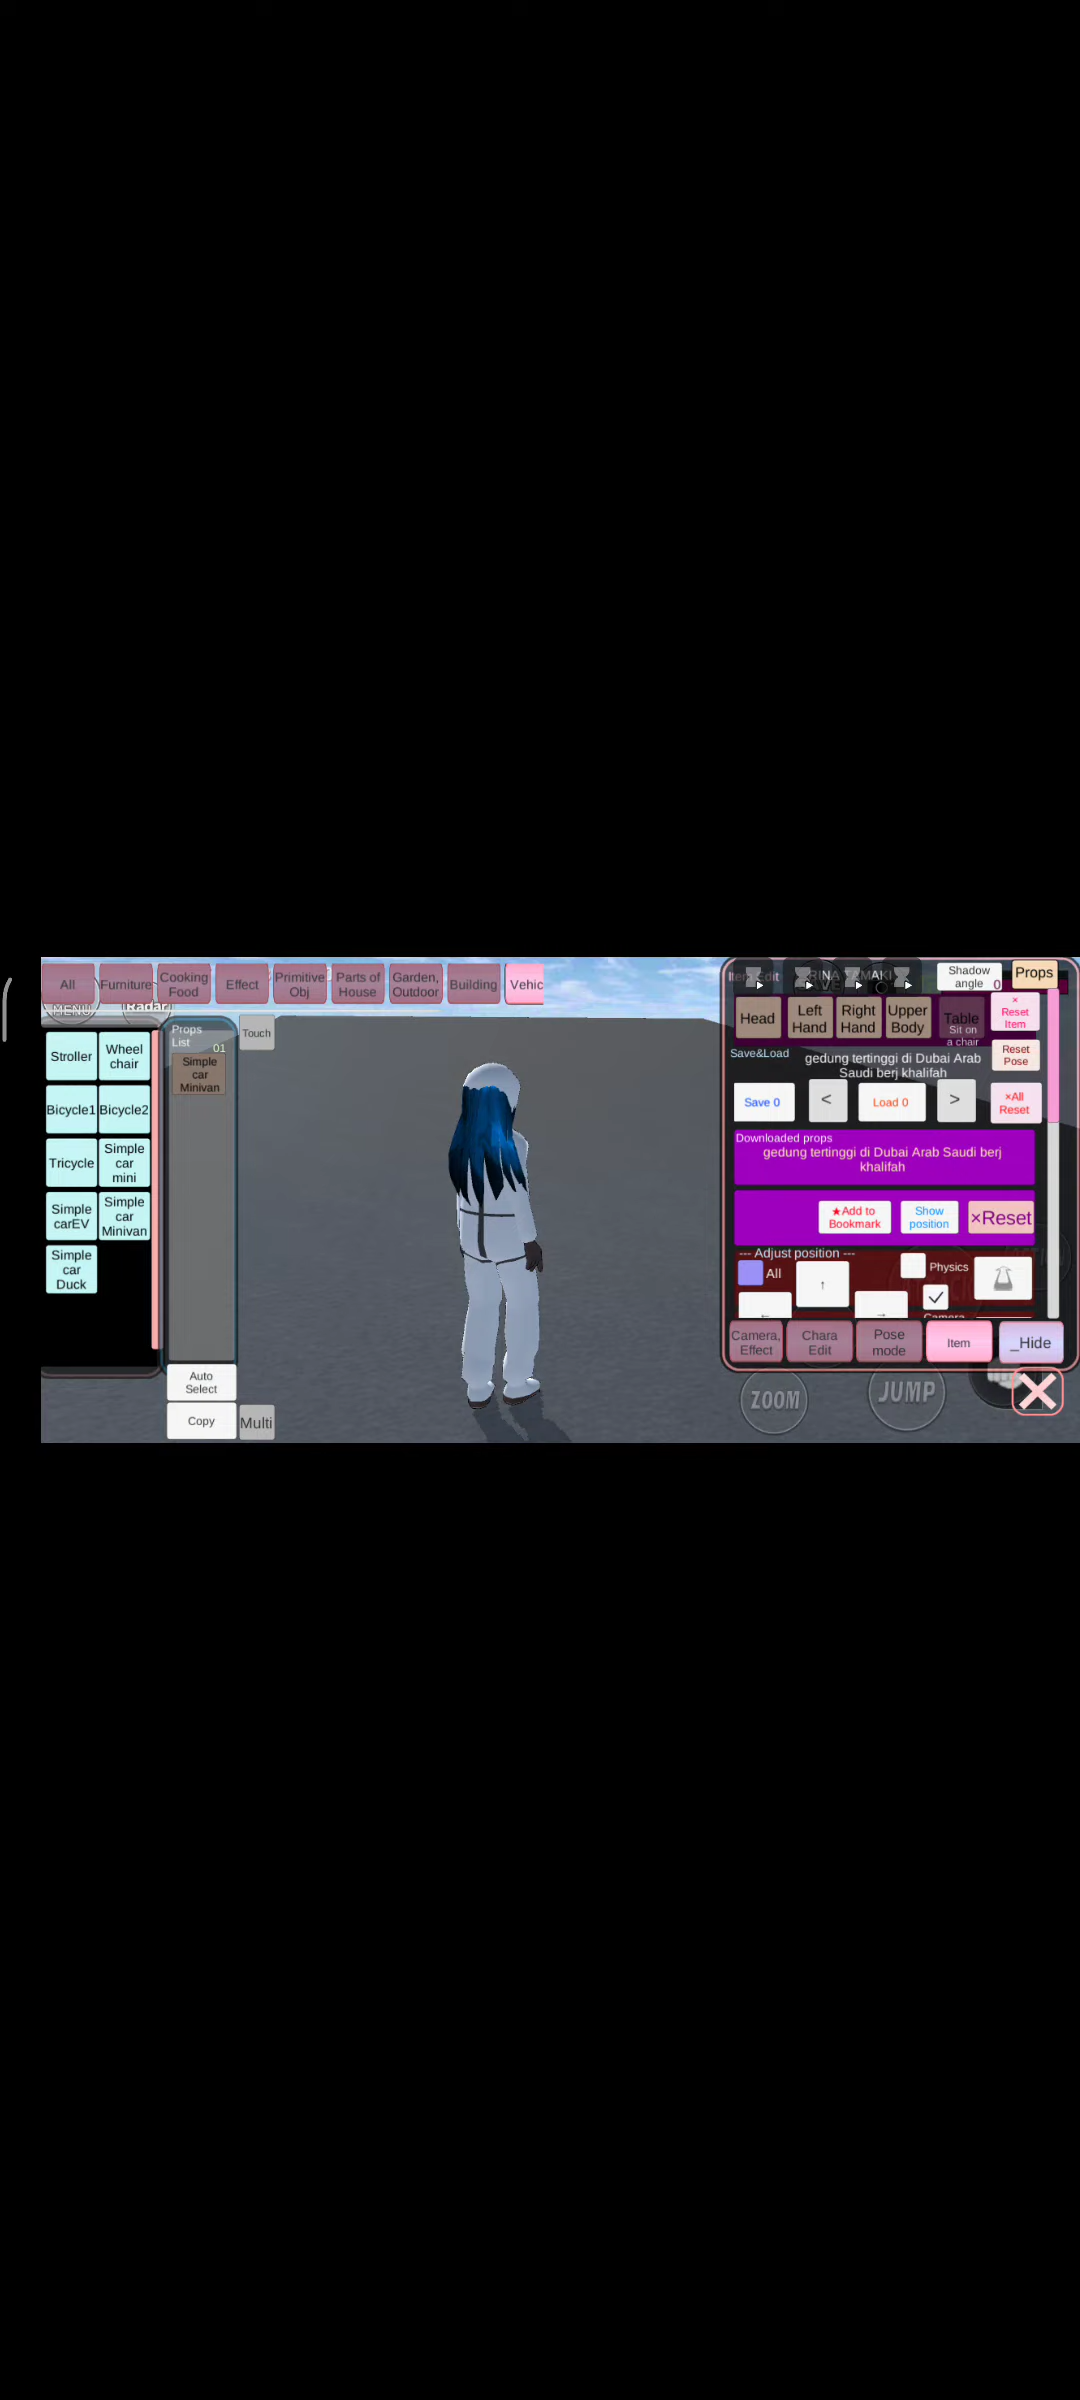 All
Furniture
Cooking
Food
Effect
Primitive
Obj
Parts of
House
Garden,
Outdoor
Building
Vehic
MENU
Radar
Stroller
Wheel
chair
Bicycle1
Bicycle2
Tricycle
Simple
car
mini
Simple
carEV
Simple
car
Minivan
Simple
car
Duck
Props
List
01
Simple
car
Minivan
Touch
Auto
Select
Copy
Multi
Shadow
angle
0
Props
Head
Left
Hand
Right
Hand
Upper
Body
Table
Sit on
a chair
×
Reset
Item
Save&Load
gedung tertinggi di Dubai Arab
Saudi berj khalifah
Reset
Pose
Save 0
<
Load 0
>
×All
Reset
Downloaded props
gedung tertinggi di Dubai Arab Saudi berj
khalifah
★Add to
Bookmark
Show
position
×Reset
--- Adjust position ---
All
↑
Physics
←
→
Camera
Camera,
Effect
Chara
Edit
Pose
mode
Item
_Hide
ZOOM
JUMP